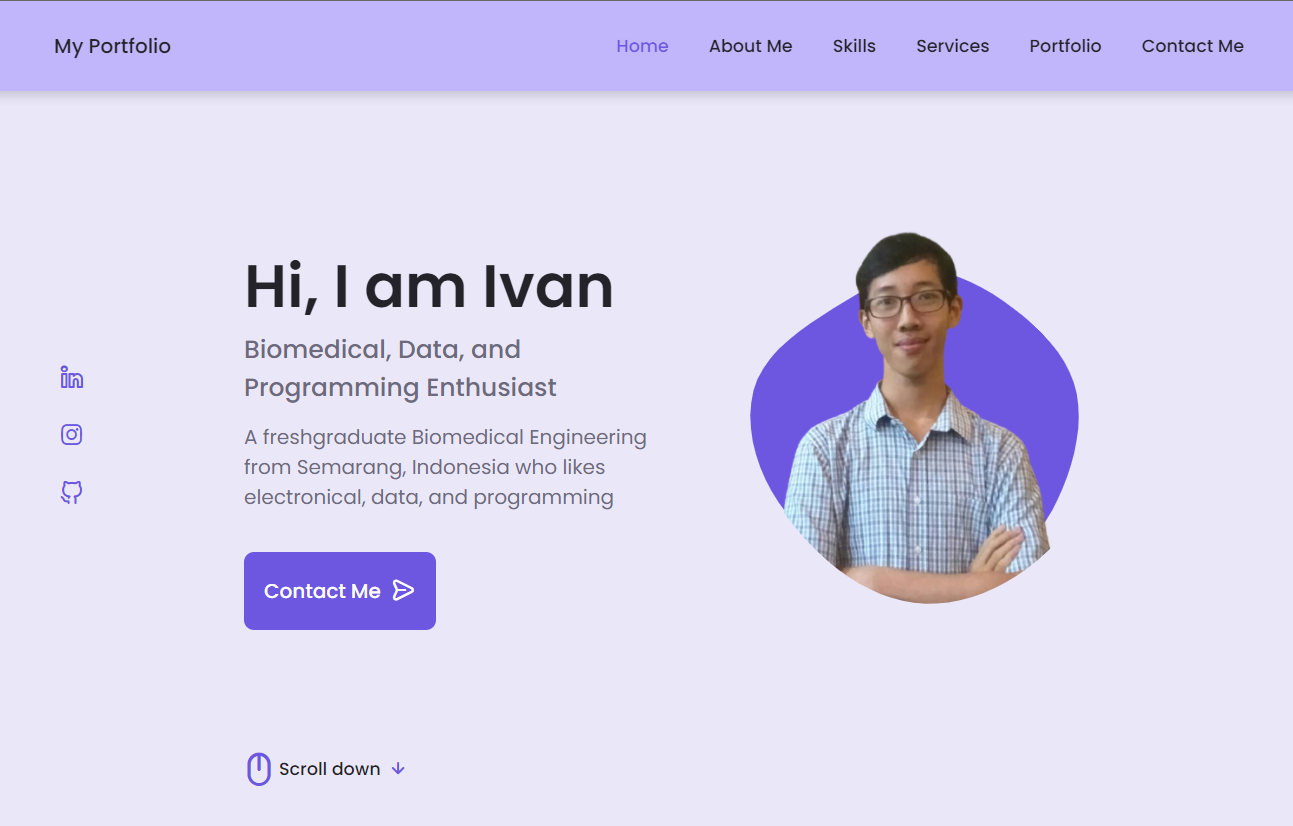 My Portfolio
Home
About Me
Skills
Services
Portfolio
Contact Me
Hi, I am Ivan
Biomedical, Data, and
Programming Enthusiast
A freshgraduate Biomedical Engineering
from Semarang, Indonesia who likes
electronical, data, and programming
Contact Me
Scroll down